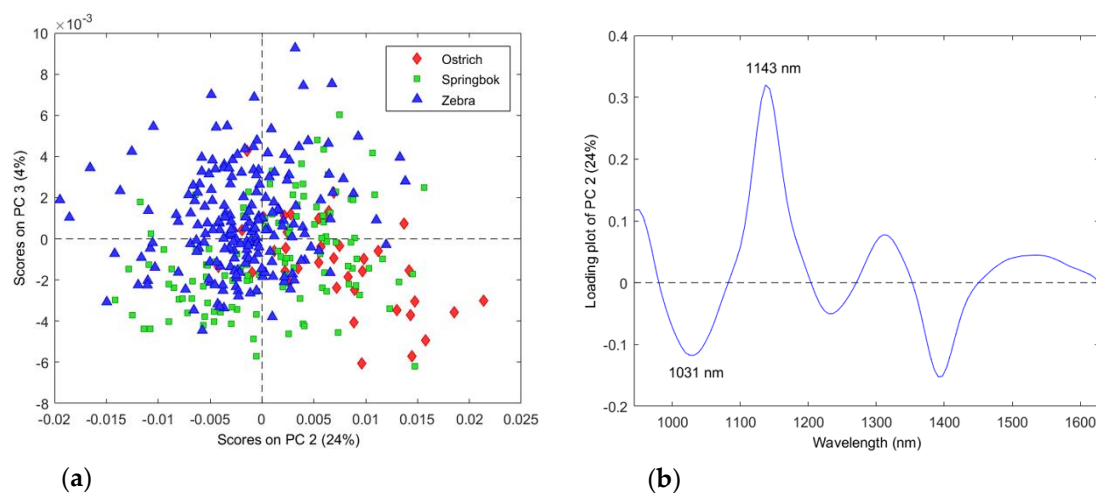 ×10⁻³
10
8
6
4
2
0
-2
-4
-6
-8
Scores on PC 3 (4%)
Ostrich
Springbok
Zebra
-0.02 -0.015 -0.01 -0.005 0 0.005 0.01 0.015 0.02 0.025
Scores on PC 2 (24%)
(a)
0.4
0.3
0.2
0.1
0
-0.1
-0.2
Loading plot of PC 2 (24%)
1143 nm
1031 nm
1000 1100 1200 1300 1400 1500 1600
Wavelength (nm)
(b)